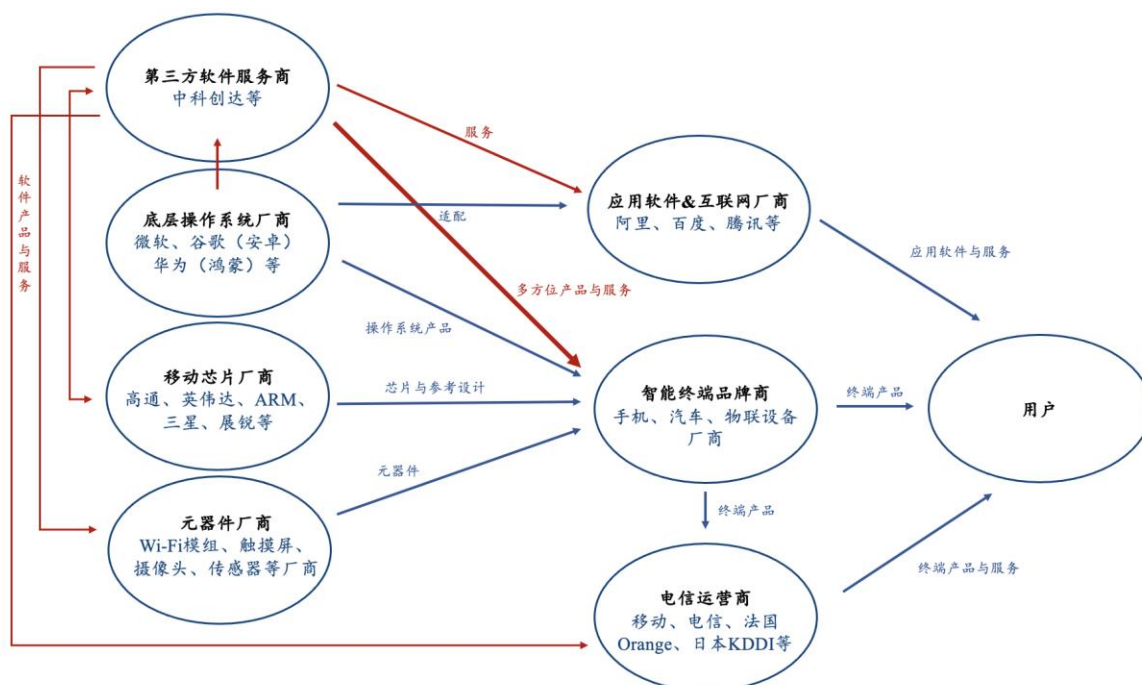 第三方软件服务商
中科创达等
服务
软件产品与服务
底层操作系统厂商
微软、谷歌（安卓）
华为（鸿蒙）等
适配
应用软件&互联网厂商
阿里、百度、腾讯等
应用软件与服务
多方位产品与服务
操作系统产品
移动芯片厂商
高通、英伟达、ARM、
三星、展锐等
芯片与参考设计
智能终端品牌商
手机、汽车、物联设备
厂商
终端产品
用户
元器件
元器件厂商
Wi-Fi模组、触摸屏、
摄像头、传感器等厂商
终端产品
电信运营商
移动、电信、法国
Orange、日本KDDI等
终端产品与服务